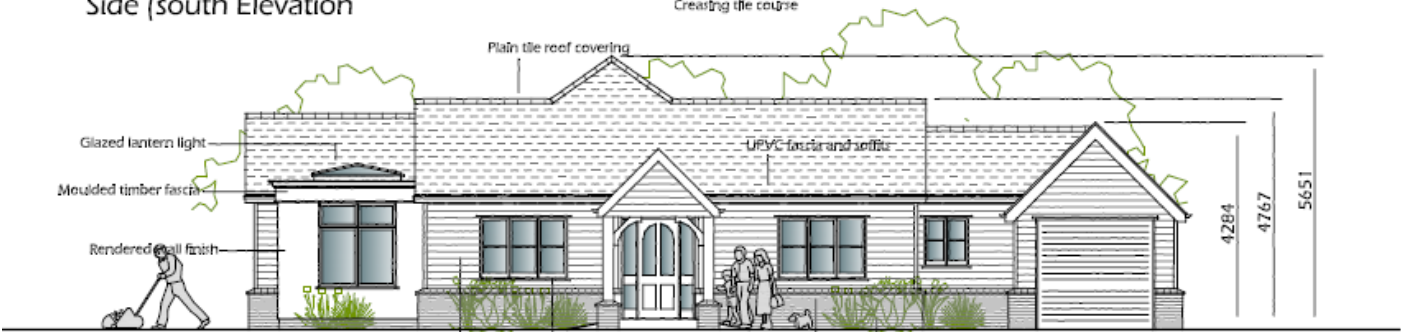 Side (south Elevation
Creasing tile course
Plain tile roof covering
Glazed lantern light
UPVC fascia and soffits
Moulded timber fascia
Rendered wall finish
4284
4767
5651